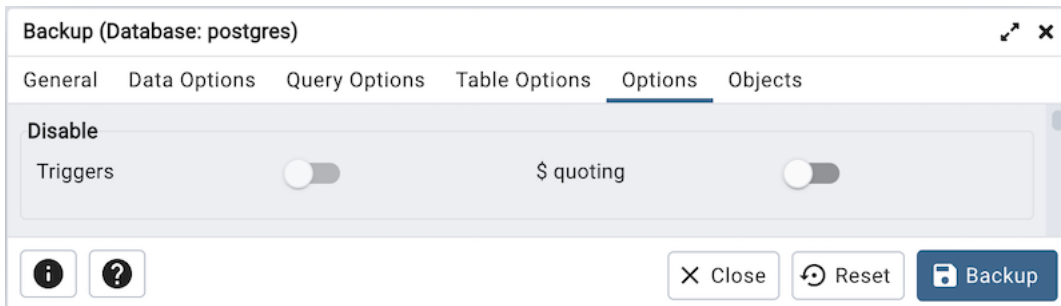 Backup (Database: postgres)
General Data Options Query Options Table Options Options Objects
Disable
Triggers $ quoting
Close Reset Backup